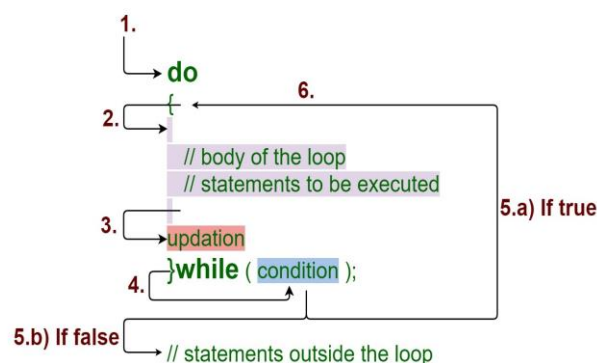 1.
do
{
6.
2.
// body of the loop
// statements to be executed
5.a) If true
3.
updation
}while ( condition );
4.
5.b) If false
// statements outside the loop